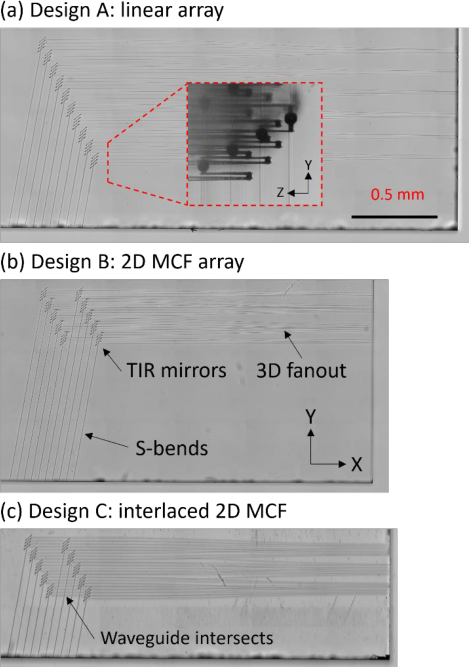 (a) Design A: linear array
Y
Z
0.5 mm
(b) Design B: 2D MCF array
TIR mirrors
3D fanout
S-bends
Y
X
(c) Design C: interlaced 2D MCF
Waveguide intersects